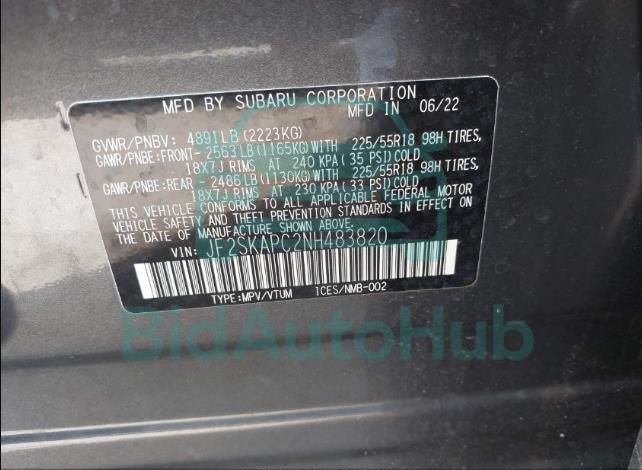 MFD BY SUBARU CORPORATION
MFD IN 06/22
GVWR/PNBV: 4891LB(2223KG)
GAWR/PNBE:FRONT- 2563LB(1165KG)WITH 225/55R18 98H TIRES,
18X7J RIMS AT 240 KPA(35 PSI)COLD
GAWR/PNBE:REAR - 2486LB(1130KG)WITH 225/55R18 98H TIRES,
18X7J RIMS AT 230 KPA(33 PSI)COLD
THIS VEHICLE CONFORMS TO ALL APPLICABLE FEDERAL MOTOR
VEHICLE SAFETY AND THEFT PREVENTION STANDARDS IN EFFECT
ON THE DATE OF MANUFACTURE SHOWN ABOVE.
VIN: JF2SKAPC2NH483820
TYPE:MPV/VTUM ICES/NMB-002
BidAutoHub